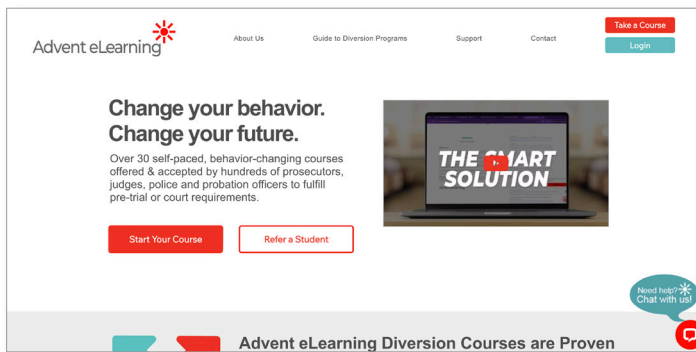 Advent eLearning
About Us
Guide to Diversion Programs
Support
Contact
Take a Course
Login
Change your behavior.
Change your future.
Over 30 self-paced, behavior-changing courses
offered & accepted by hundreds of prosecutors,
judges, police and probation officers to fulfill
pre-trial or court requirements.
THE SMART
SOLUTION
Start Your Course
Refer a Student
Need help?
Chat with us!
Advent eLearning Diversion Courses are Proven